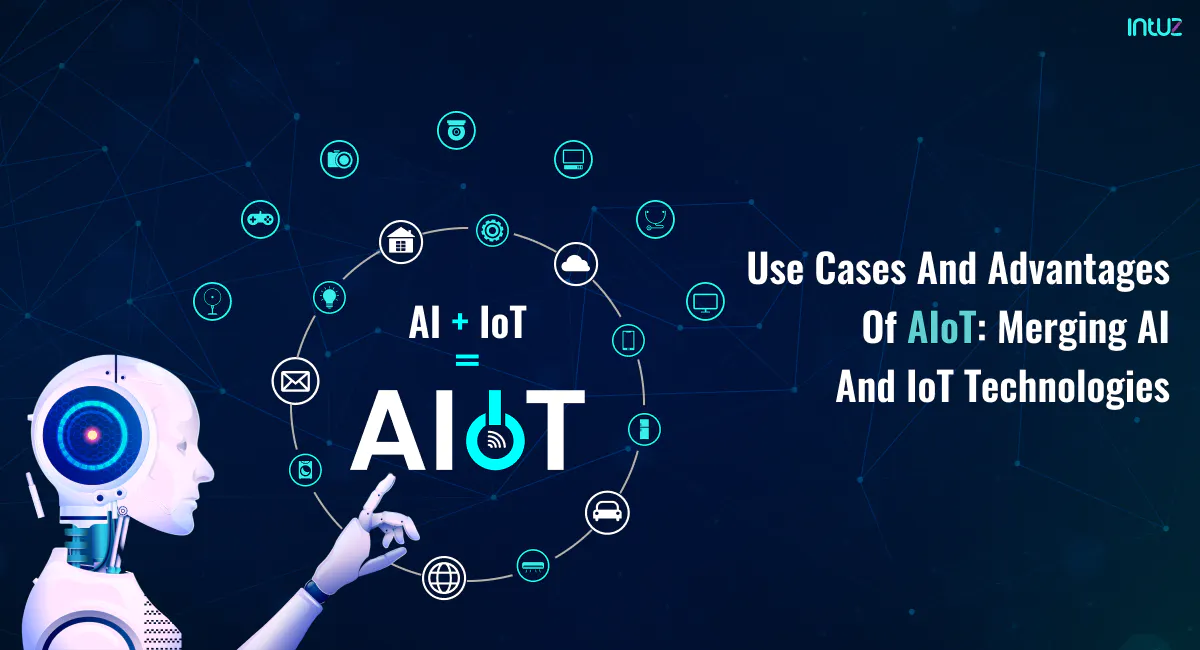 INTUZ
AI + IoT
=
AIoT
Use Cases And Advantages
Of AIoT: Merging AI
And IoT Technologies